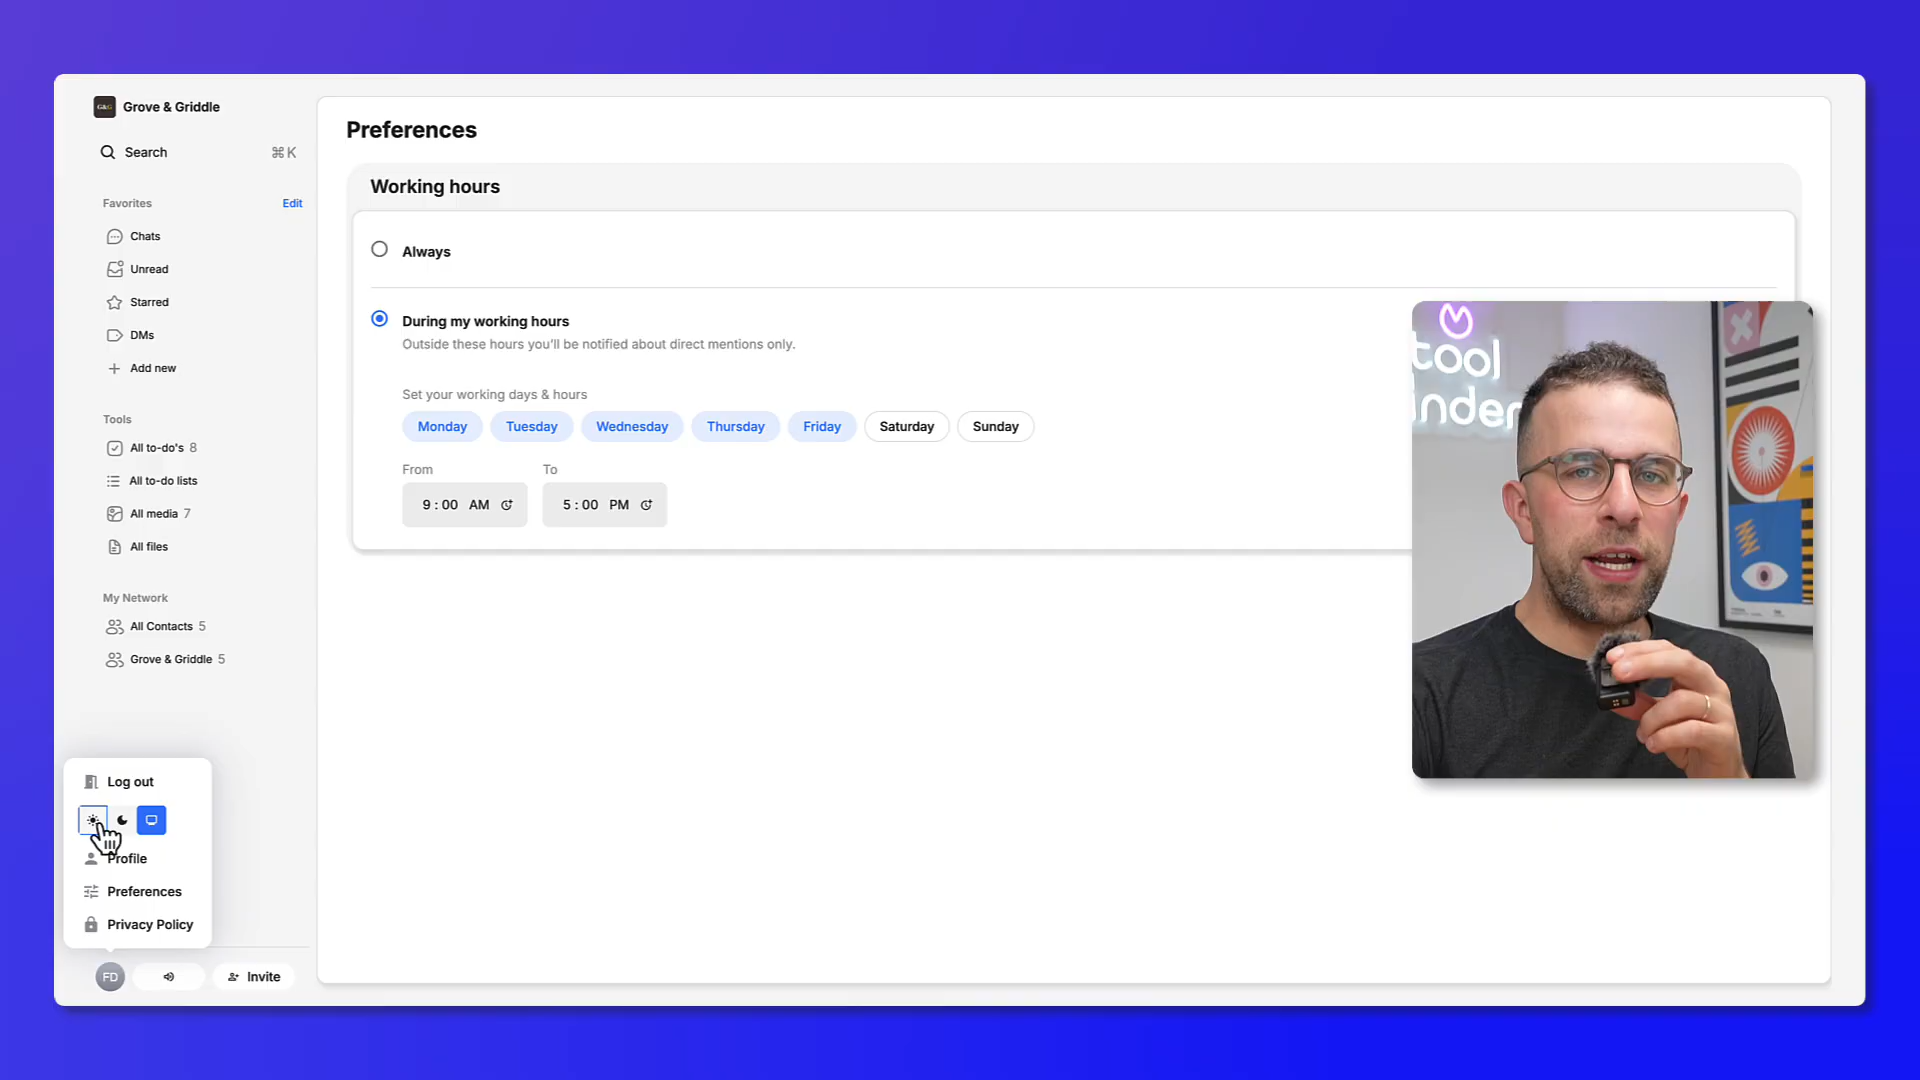 G&G Grove & Griddle
Search ⌘ K
Favorites Edit
Chats
Unread
Starred
DMs
Add new
Tools
All to-do's 8
All to-do lists
All media 7
All files
My Network
All Contacts 5
Grove & Griddle 5
Log out
Profile
Preferences
Privacy Policy
FD Invite
Preferences
Working hours
Always
During my working hours
Outside these hours you'll be notified about direct mentions only.
Set your working days & hours
Monday Tuesday Wednesday Thursday Friday Saturday Sunday
From To
9 : 00 AM 5 : 00 PM
tool
inder